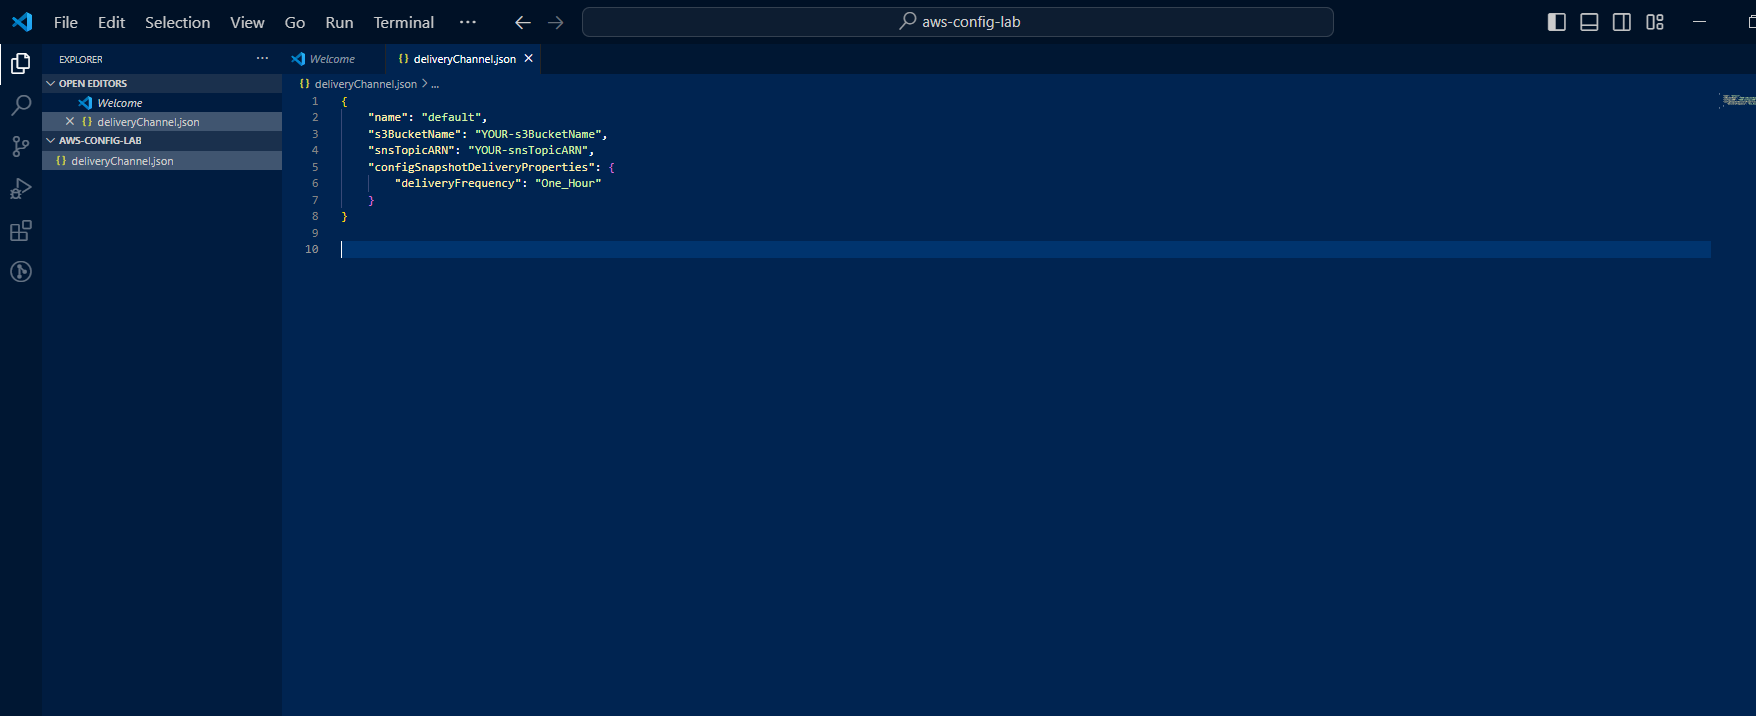 File Edit Selection View Go Run Terminal ··· aws-config-lab
EXPLORER ···
OPEN EDITORS
Welcome
deliveryChannel.json
AWS-CONFIG-LAB
deliveryChannel.json
Welcome {} deliveryChannel.json
{} deliveryChannel.json > ...
1 {
2 "name": "default",
3 "s3BucketName": "YOUR-s3BucketName",
4 "snsTopicARN": "YOUR-snsTopicARN",
5 "configSnapshotDeliveryProperties": {
6 "deliveryFrequency": "One_Hour"
7 }
8 }
9
10